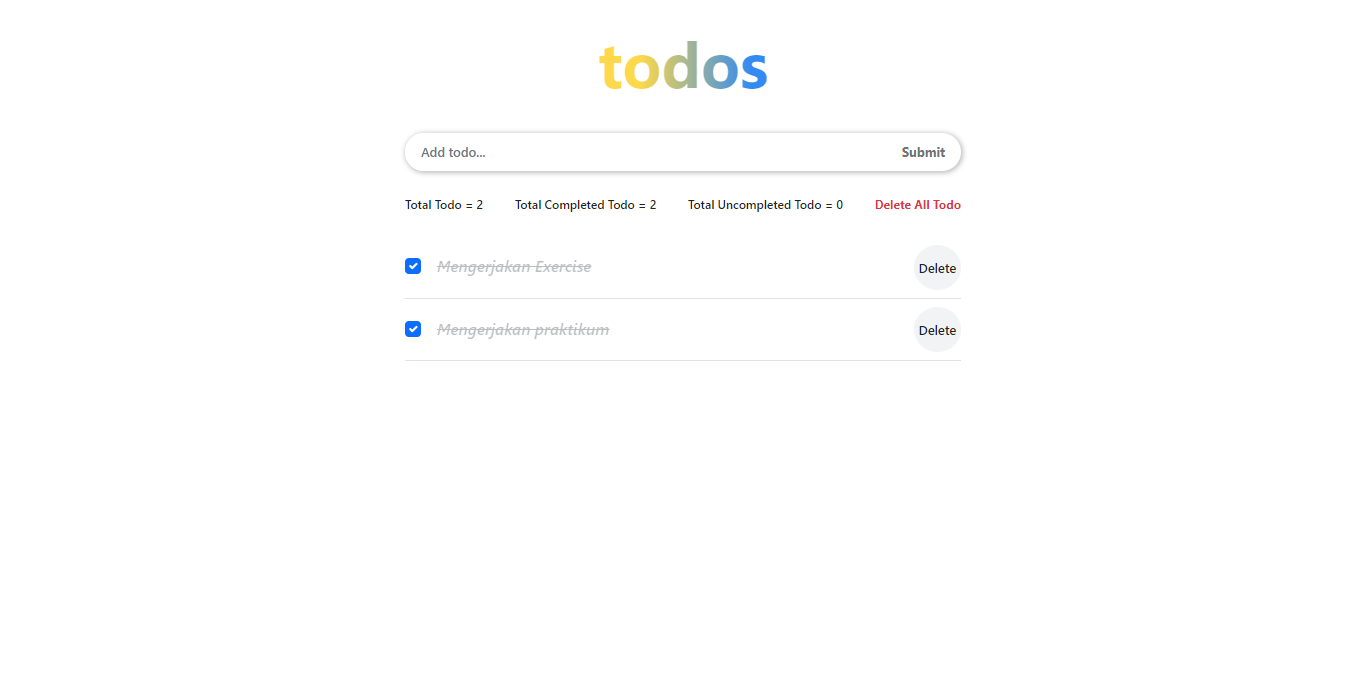 todos
Add todo... Submit
Total Todo = 2 Total Completed Todo = 2 Total Uncompleted Todo = 0 Delete All Todo
Mengerjakan Exercise Delete
Mengerjakan praktikum Delete